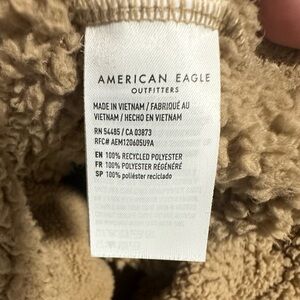 AMERICAN EAGLE
OUTFITTERS
MADE IN VIETNAM / FABRIQUÉ AU
VIETNAM / HECHO EN VIETNAM
RN 54485 / CA 03873
RFC# AEM120605U9A
EN 100% RECYCLED POLYESTER
FR 100% POLYESTER RÉGÉNÉRÉ
SP 100% poliéster reciclado